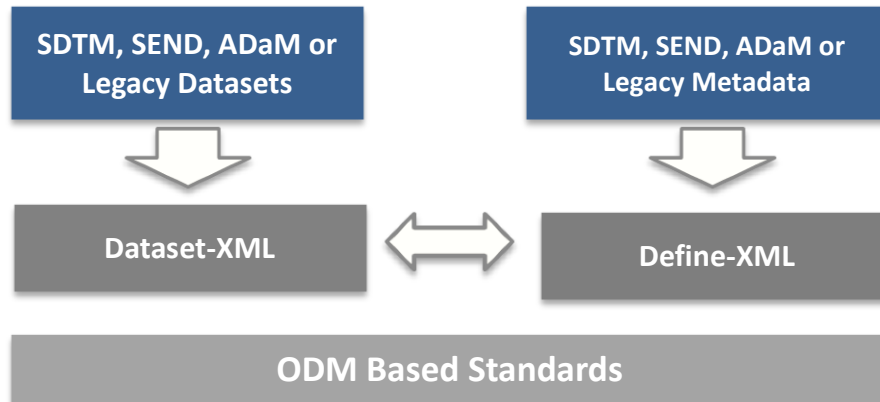 SDTM, SEND, ADaM or
Legacy Datasets
SDTM, SEND, ADaM or
Legacy Metadata
Dataset-XML
Define-XML
ODM Based Standards